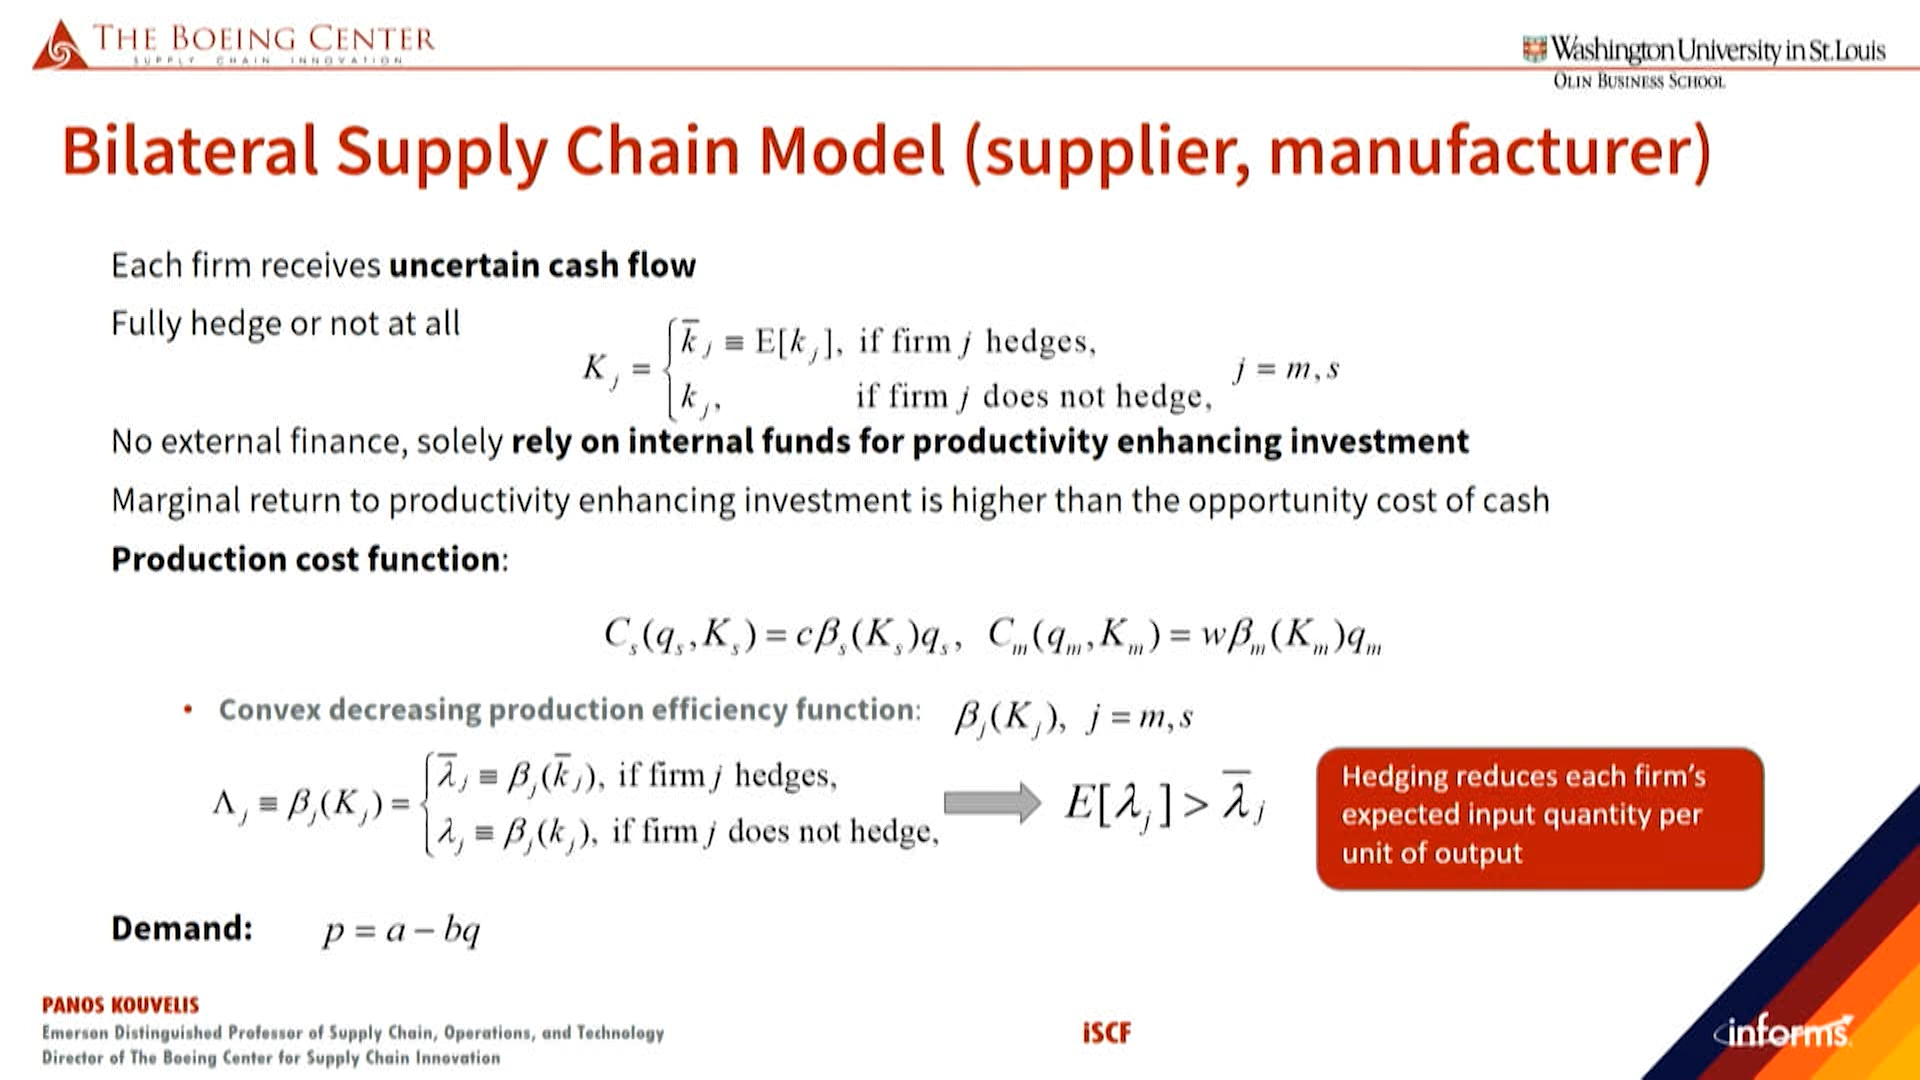 THE BOEING CENTER
SUPPLY CHAIN INNOVATION
Washington University in St. Louis
OLIN BUSINESS SCHOOL
Bilateral Supply Chain Model (supplier, manufacturer)
Each firm receives uncertain cash flow
Fully hedge or not at all
K_j = { k̄_j ≡ E[k_j], if firm j hedges,
k_j, if firm j does not hedge, j = m, s
No external finance, solely rely on internal funds for productivity enhancing investment
Marginal return to productivity enhancing investment is higher than the opportunity cost of cash
Production cost function:
C_s(q_s, K_s) = cβ_s(K_s)q_s, C_m(q_m, K_m) = wβ_m(K_m)q_m
• Convex decreasing production efficiency function: β_j(K_j), j = m, s
Λ_j ≡ β_j(K_j) = { λ̄_j ≡ β_j(k̄_j), if firm j hedges,
λ_j ≡ β_j(k_j), if firm j does not hedge,
E[λ_j] > λ̄_j
Hedging reduces each firm's
expected input quantity per
unit of output
Demand: p = a − bq
PANOS KOUVELIS
Emerson Distinguished Professor of Supply Chain, Operations, and Technology
Director of The Boeing Center for Supply Chain Innovation
iSCF
informs